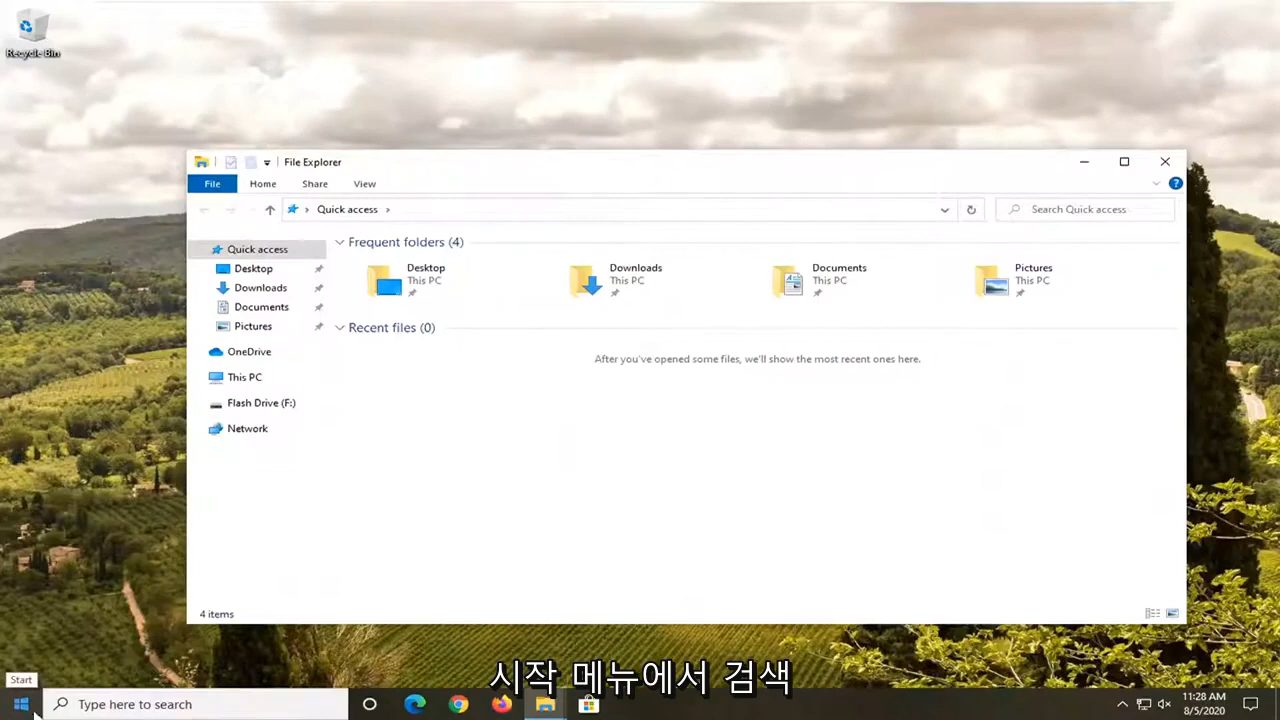 Recycle Bin
File Explorer
File Home Share View
Quick access
Search Quick access
Quick access
Desktop
Downloads
Documents
Pictures
OneDrive
This PC
Flash Drive (F:)
Network
Frequent folders (4)
Desktop
This PC
Downloads
This PC
Documents
This PC
Pictures
This PC
Recent files (0)
After you've opened some files, we'll show the most recent ones here.
4 items
시작 메뉴에서 검색
Start
Type here to search
11:28 AM
8/5/2020